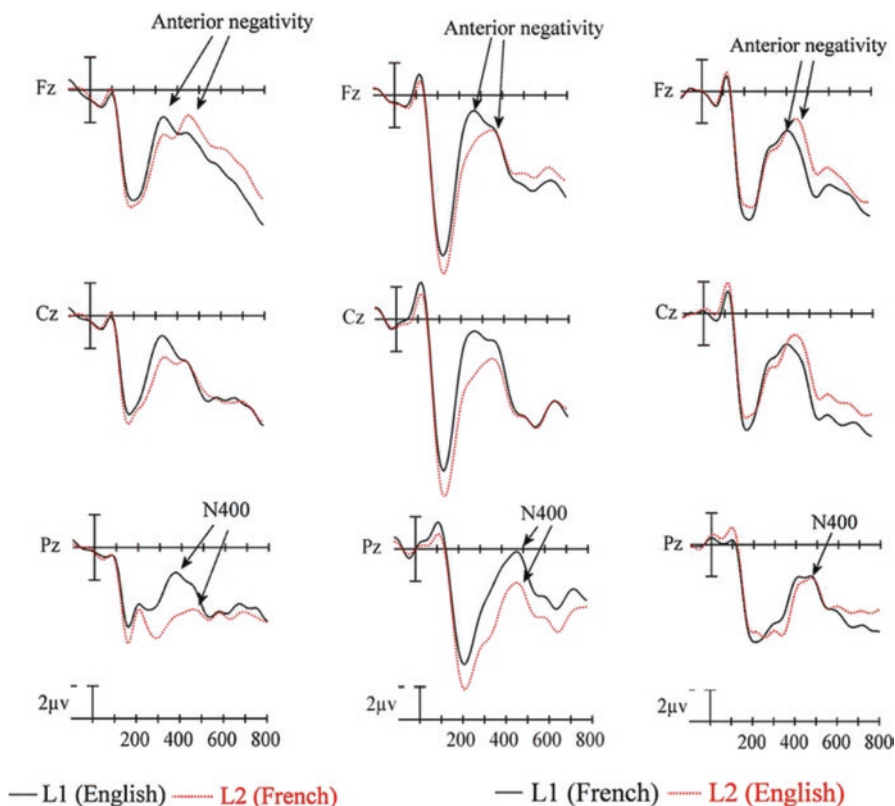 Anterior negativity
Anterior negativity
Anterior negativity
Fz
Fz
Fz
Cz
Cz
Cz
N400
N400
N400
Pz
Pz
Pz
2µv
2µv
2µv
200 400 600 800
200 400 600 800
200 400 600 800
L1 (English) L2 (French)
L1 (French) L2 (English)